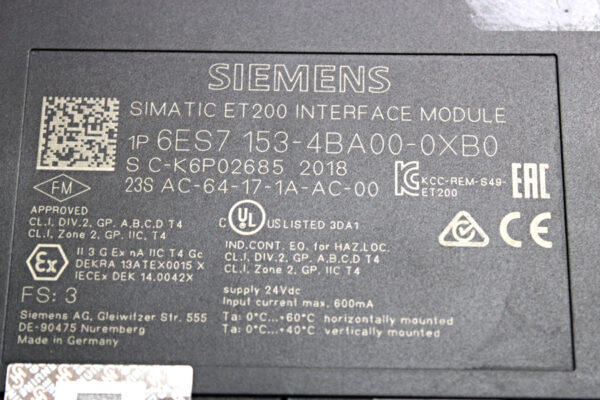 SIEMENS
SIMATIC ET200 INTERFACE MODULE
1P 6ES7 153-4BA00-0XB0
S C-K6P02685 2018
23S AC-64-17-1A-AC-00
KCC-REM-S49-
ET200
EAC
FM
APPROVED
CL.I, DIV.2, GP. A,B,C,D T4
CL.I, Zone 2, GP. IIC, T4
C UL US LISTED 3DA1
IND.CONT. EQ. for HAZ.LOC.
CL.I, DIV.2, GP. A,B,C,D T4
CL.I, Zone 2, GP. IIC T4
CE
Ex
II 3 G Ex nA IIC T4 Gc
DEKRA 13ATEX0015 X
IECEx DEK 14.0042X
FS: 3
supply 24Vdc
Input current max. 600mA
Ta: 0°C...+60°C horizontally mounted
Ta: 0°C...+40°C vertically mounted
Siemens AG, Gleiwitzer Str. 555
DE-90475 Nuremberg
Made in Germany